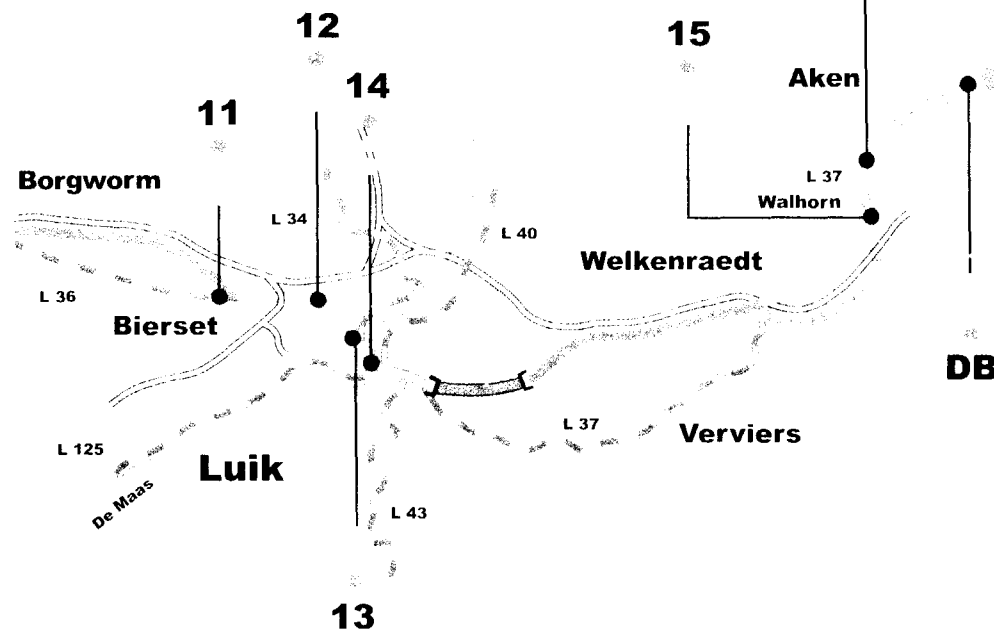 12
15
Aken
14
11
L 37
Borgworm
Walhorn
L 34
L 40
Welkenraedt
L 36
Bierset
DB
L 37
Verviers
L 125
Luik
De Maas
L 43
13